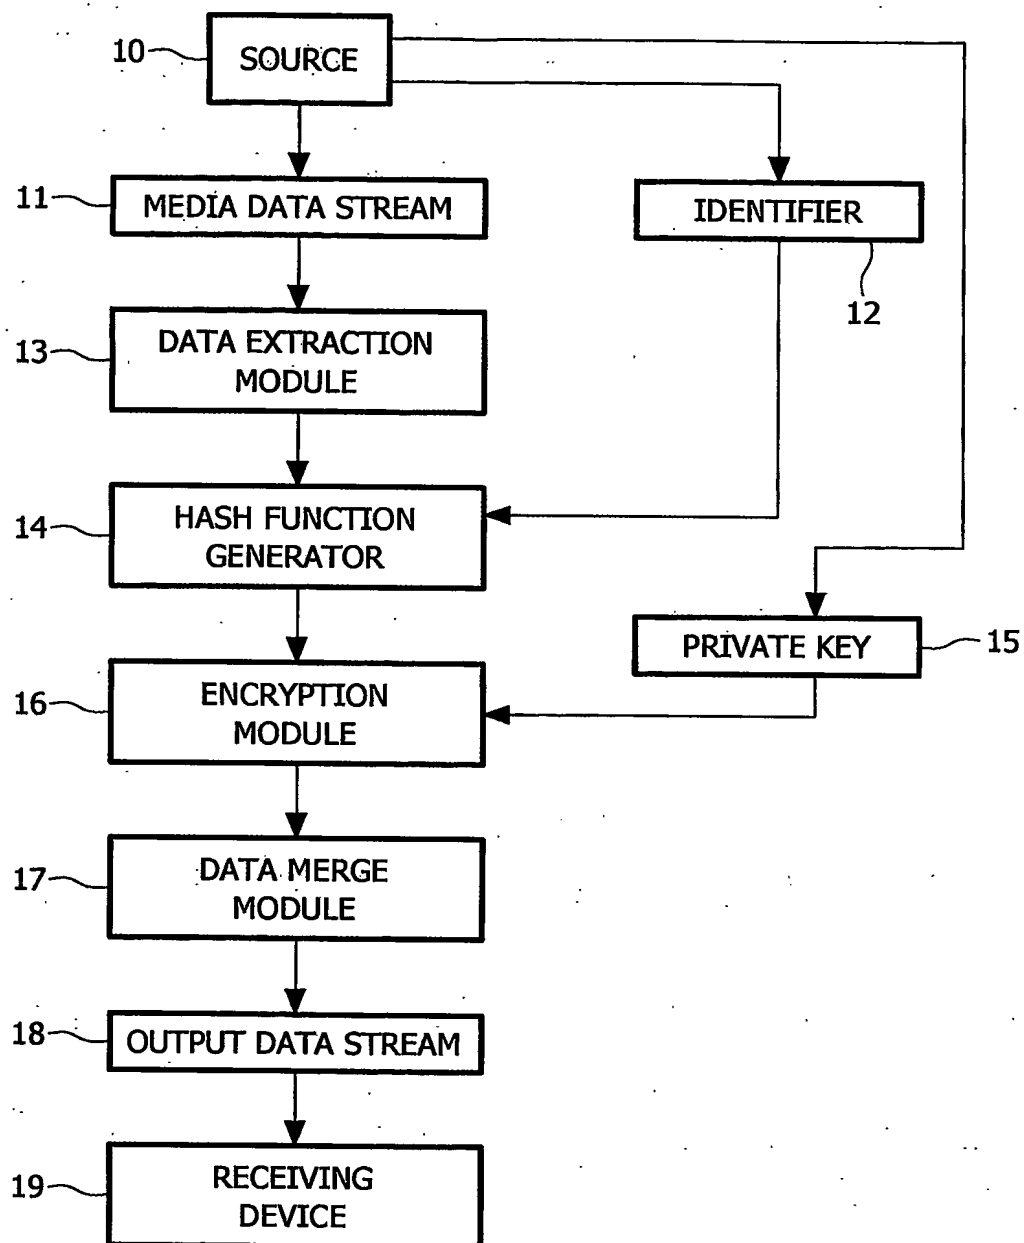 10
SOURCE
11
MEDIA DATA STREAM
IDENTIFIER
12
13
DATA EXTRACTION
MODULE
14
HASH FUNCTION
GENERATOR
PRIVATE KEY
15
16
ENCRYPTION
MODULE
17
DATA MERGE
MODULE
18
OUTPUT DATA STREAM
19
RECEIVING
DEVICE